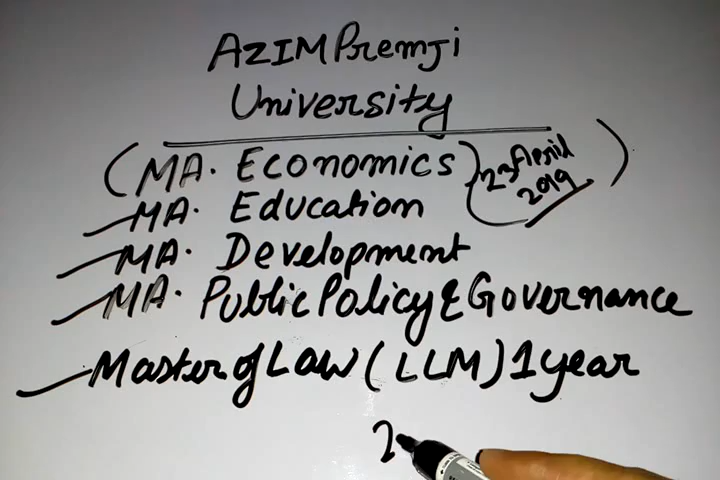 AZIM Premji
University
(MA. Economics
2nd April
2019
)
MA. Education
MA. Development
MA. Public Policy & Governance
Master of Law (LLM) 1 year
2